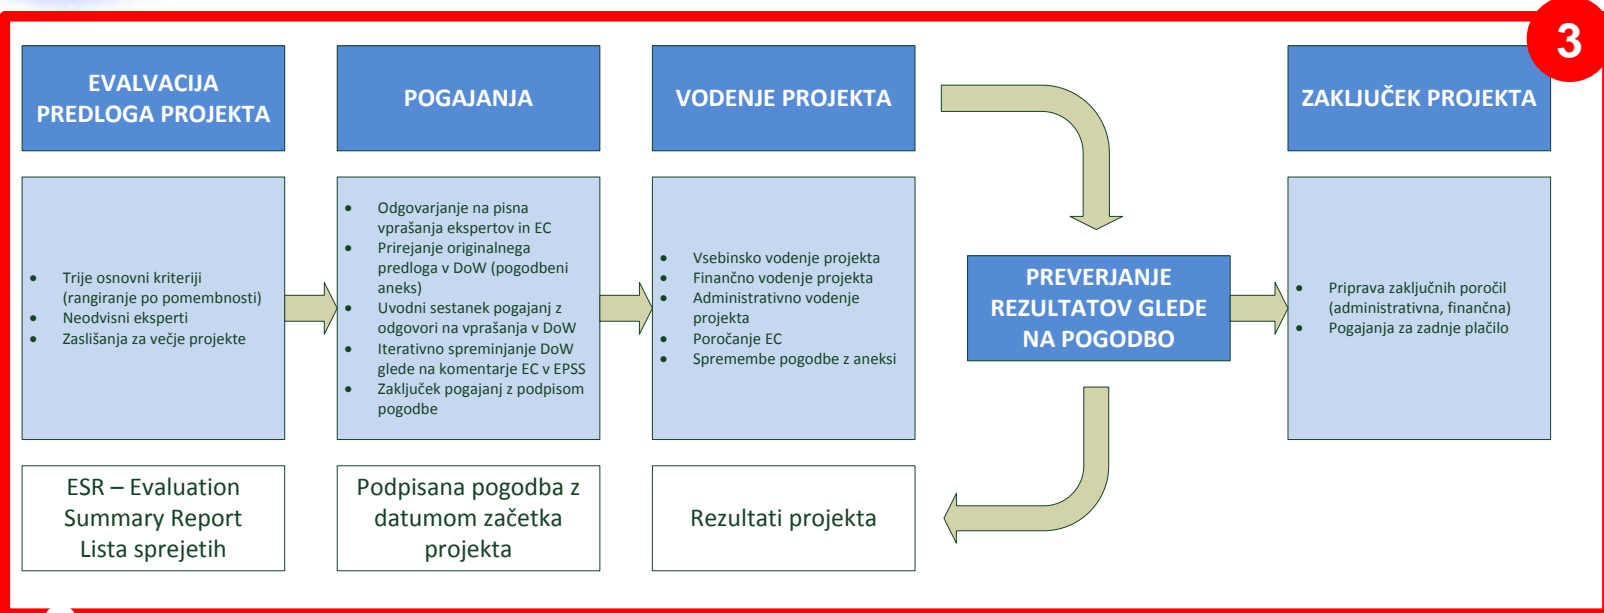 3
EVALVACIJA
PREDLOGA PROJEKTA
POGAJANJA
VODENJE PROJEKTA
ZAKLJUČEK PROJEKTA
• Trije osnovni kriteriji
(rangiranje po pomembnosti)
• Neodvisni eksperti
• Zaslišanja za večje projekte
• Odgovarjanje na pisna
vprašanja ekspertov in EC
• Prirejanje originalnega
predloga v DoW (pogodbeni
aneks)
• Uvodni sestanek pogajanj z
odgovori na vprašanja v DoW
• Iterativno spreminjanje DoW
glede na komentarje EC v EPSS
• Zaključek pogajanj z podpisom
pogodbe
• Vsebinsko vodenje projekta
• Finančno vodenje projekta
• Administrativno vodenje
projekta
• Poročanje EC
• Spremembe pogodbe z aneksi
PREVERJANJE
REZULTATOV GLEDE
NA POGODBO
• Priprava zaključnih poročil
(administrativna, finančna)
• Pogajanja za zadnje plačilo
ESR – Evaluation
Summary Report
Lista sprejetih
Podpisana pogodba z
datumom začetka
projekta
Rezultati projekta